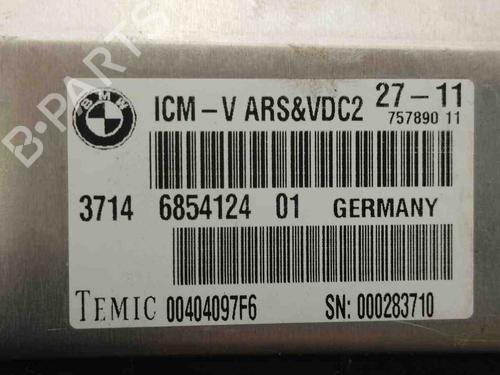 B-PARTS
BMW
ICM-V ARS&VDC2 27-11
757890 11
3714 6854124 01 GERMANY
TEMIC 00404097F6 SN: 000283710